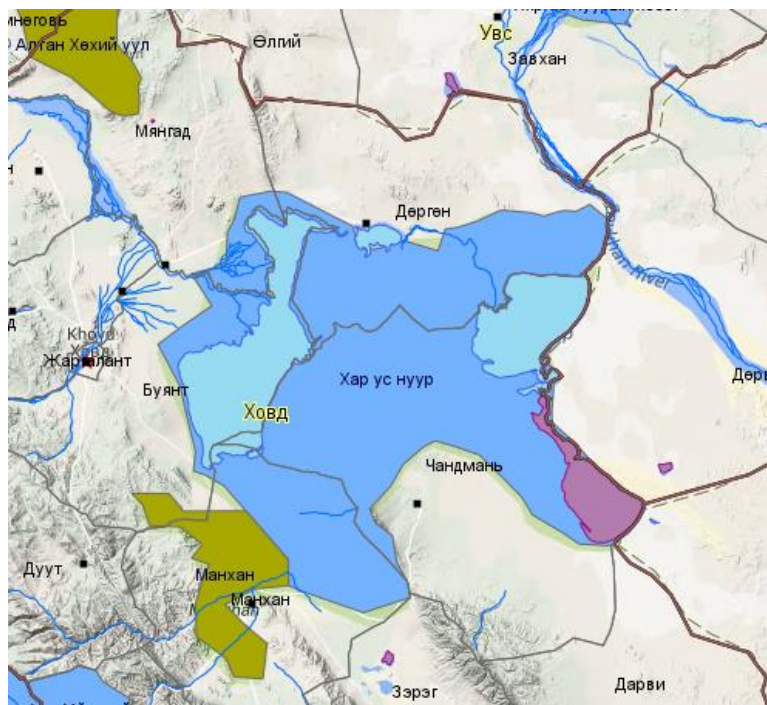 Алтан Хөхий уул
Өлгий
Увс
Завхан
Мянгад
Дөргөн
Khovd
Ховд
Жаргалант
Буянт
Ховд
Хар ус нуур
Чандмань
Дуут
Манхан
Манхан
Зэрэг
Дарви